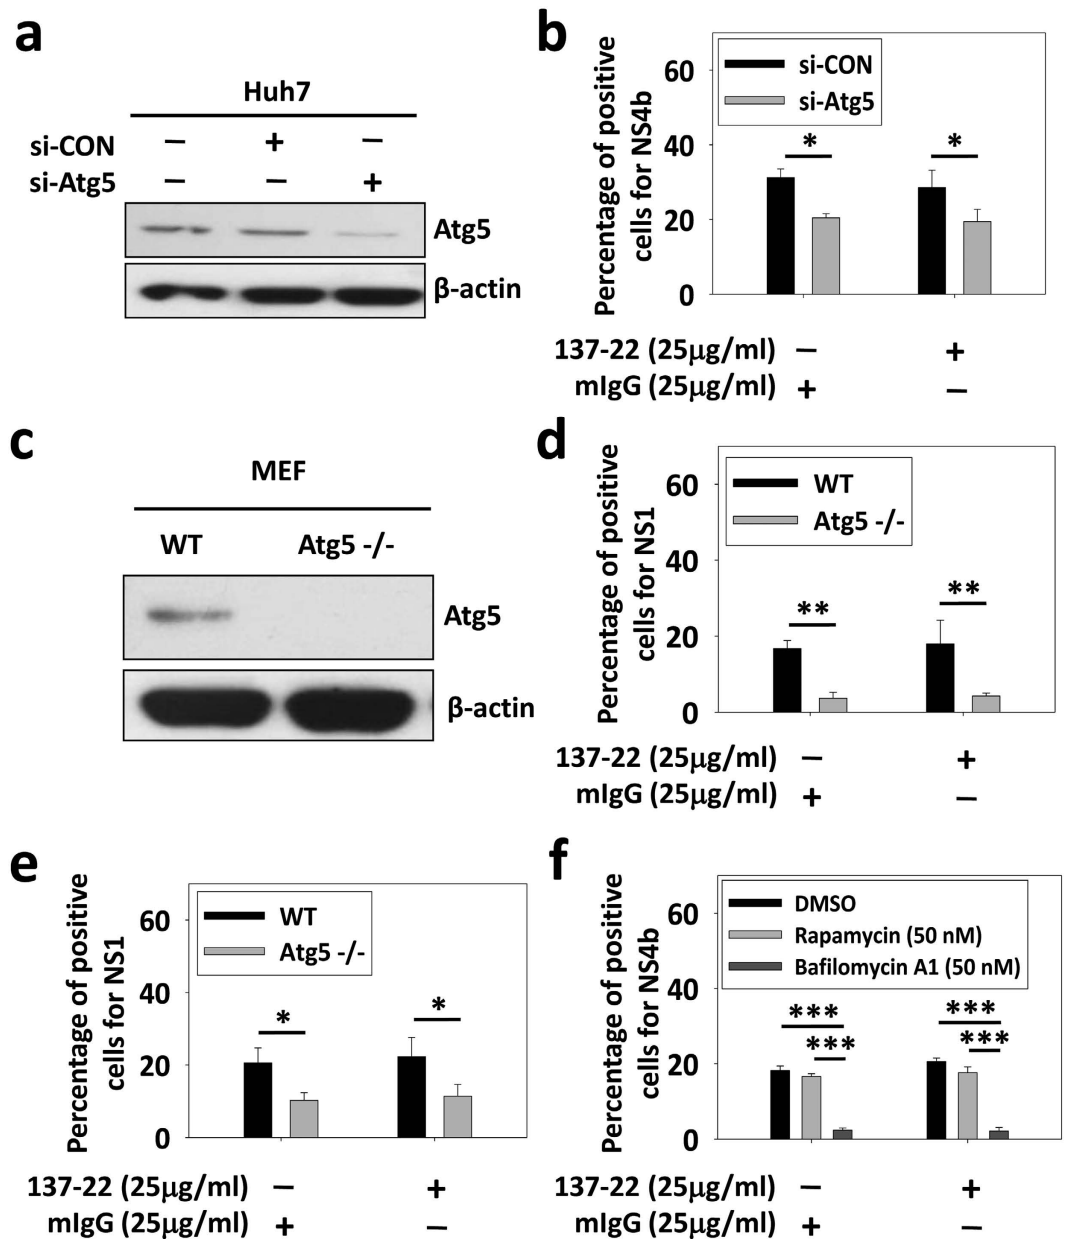 a
Huh7
si-CON − + −
si-Atg5 − − +
Atg5
β-actin
b
Percentage of positive
cells for NS4b
60
40
20
0
si-CON
si-Atg5
* *
137-22 (25μg/ml) − +
mIgG (25μg/ml) + −
c
MEF
WT Atg5 -/-
Atg5
β-actin
d
Percentage of positive
cells for NS1
60
40
20
0
WT
Atg5 -/-
** **
137-22 (25μg/ml) − +
mIgG (25μg/ml) + −
e
Percentage of positive
cells for NS1
60
40
20
0
WT
Atg5 -/-
* *
137-22 (25μg/ml) − +
mIgG (25μg/ml) + −
f
Percentage of positive
cells for NS4b
60
40
20
0
DMSO
Rapamycin (50 nM)
Bafilomycin A1 (50 nM)
*** ***
*** ***
137-22 (25μg/ml) − +
mIgG (25μg/ml) + −